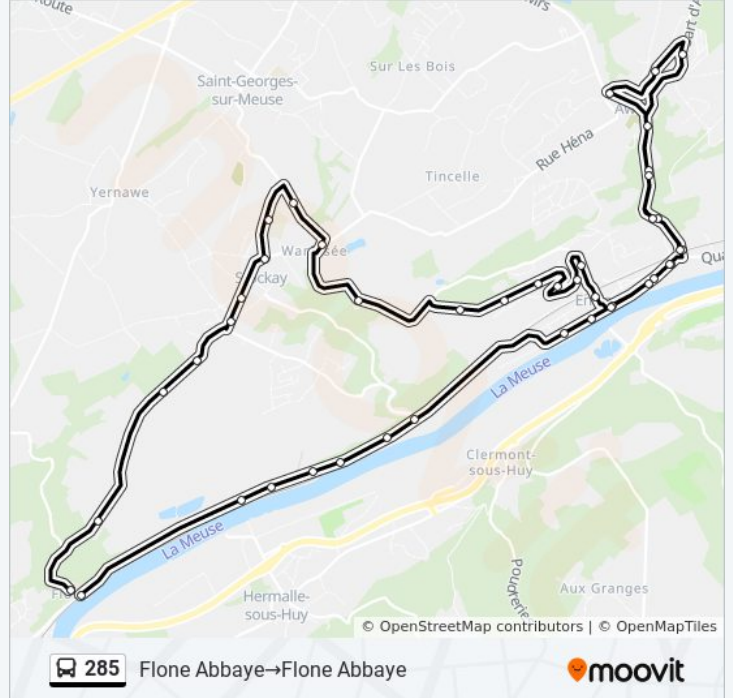 Saint-Georges-
sur-Meuse
Sur Les Bois
Rue Héna
Yernawe
Tincelle
La Meuse
Clermont-
sous-Huy
La Meuse
Hermalle-
sous-Huy
Aux Granges
© OpenStreetMap contributors | © OpenMapTiles
285 Flone Abbaye→Flone Abbaye
moovit